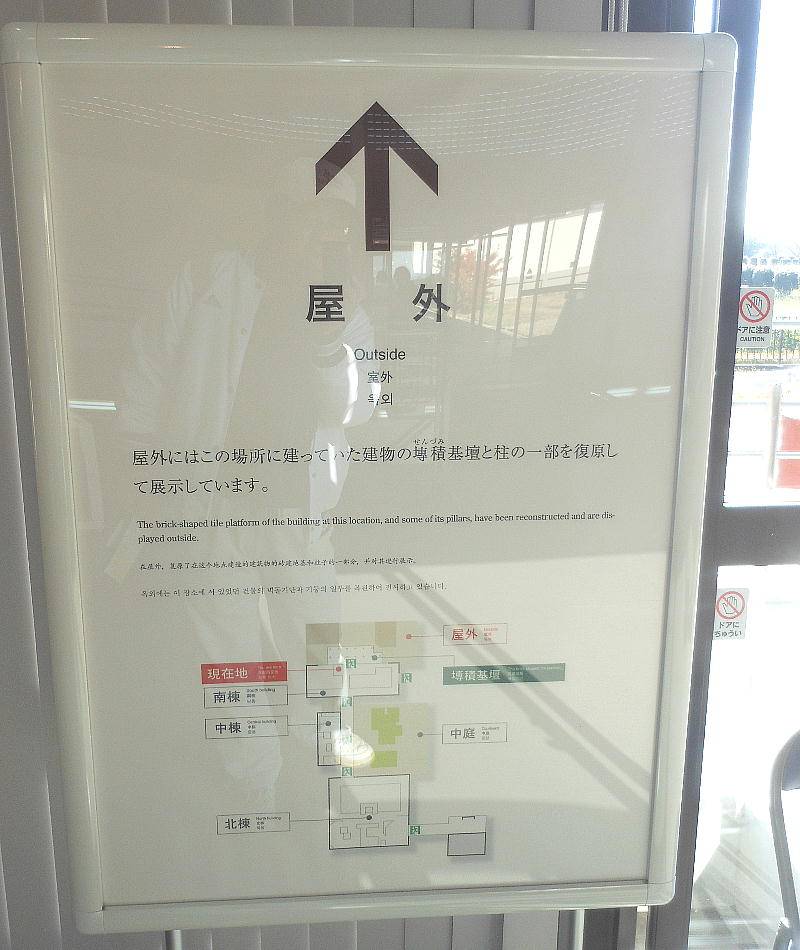 屋 外
Outside
室外
옥외
屋外にはこの場所に建っていた建物の塼積基壇と柱の一部を復原し
せんづみ
て展示しています。
The brick-shaped tile platform of the building at this location, and some of its pillars, have been reconstructed and are dis-
played outside.
屋外
現在地
塼積基壇
南棟
South building
中棟
Central building
中庭
Courtyard
北棟
North building
ドアに注意
CAUTION
ドアに
ちゅうい